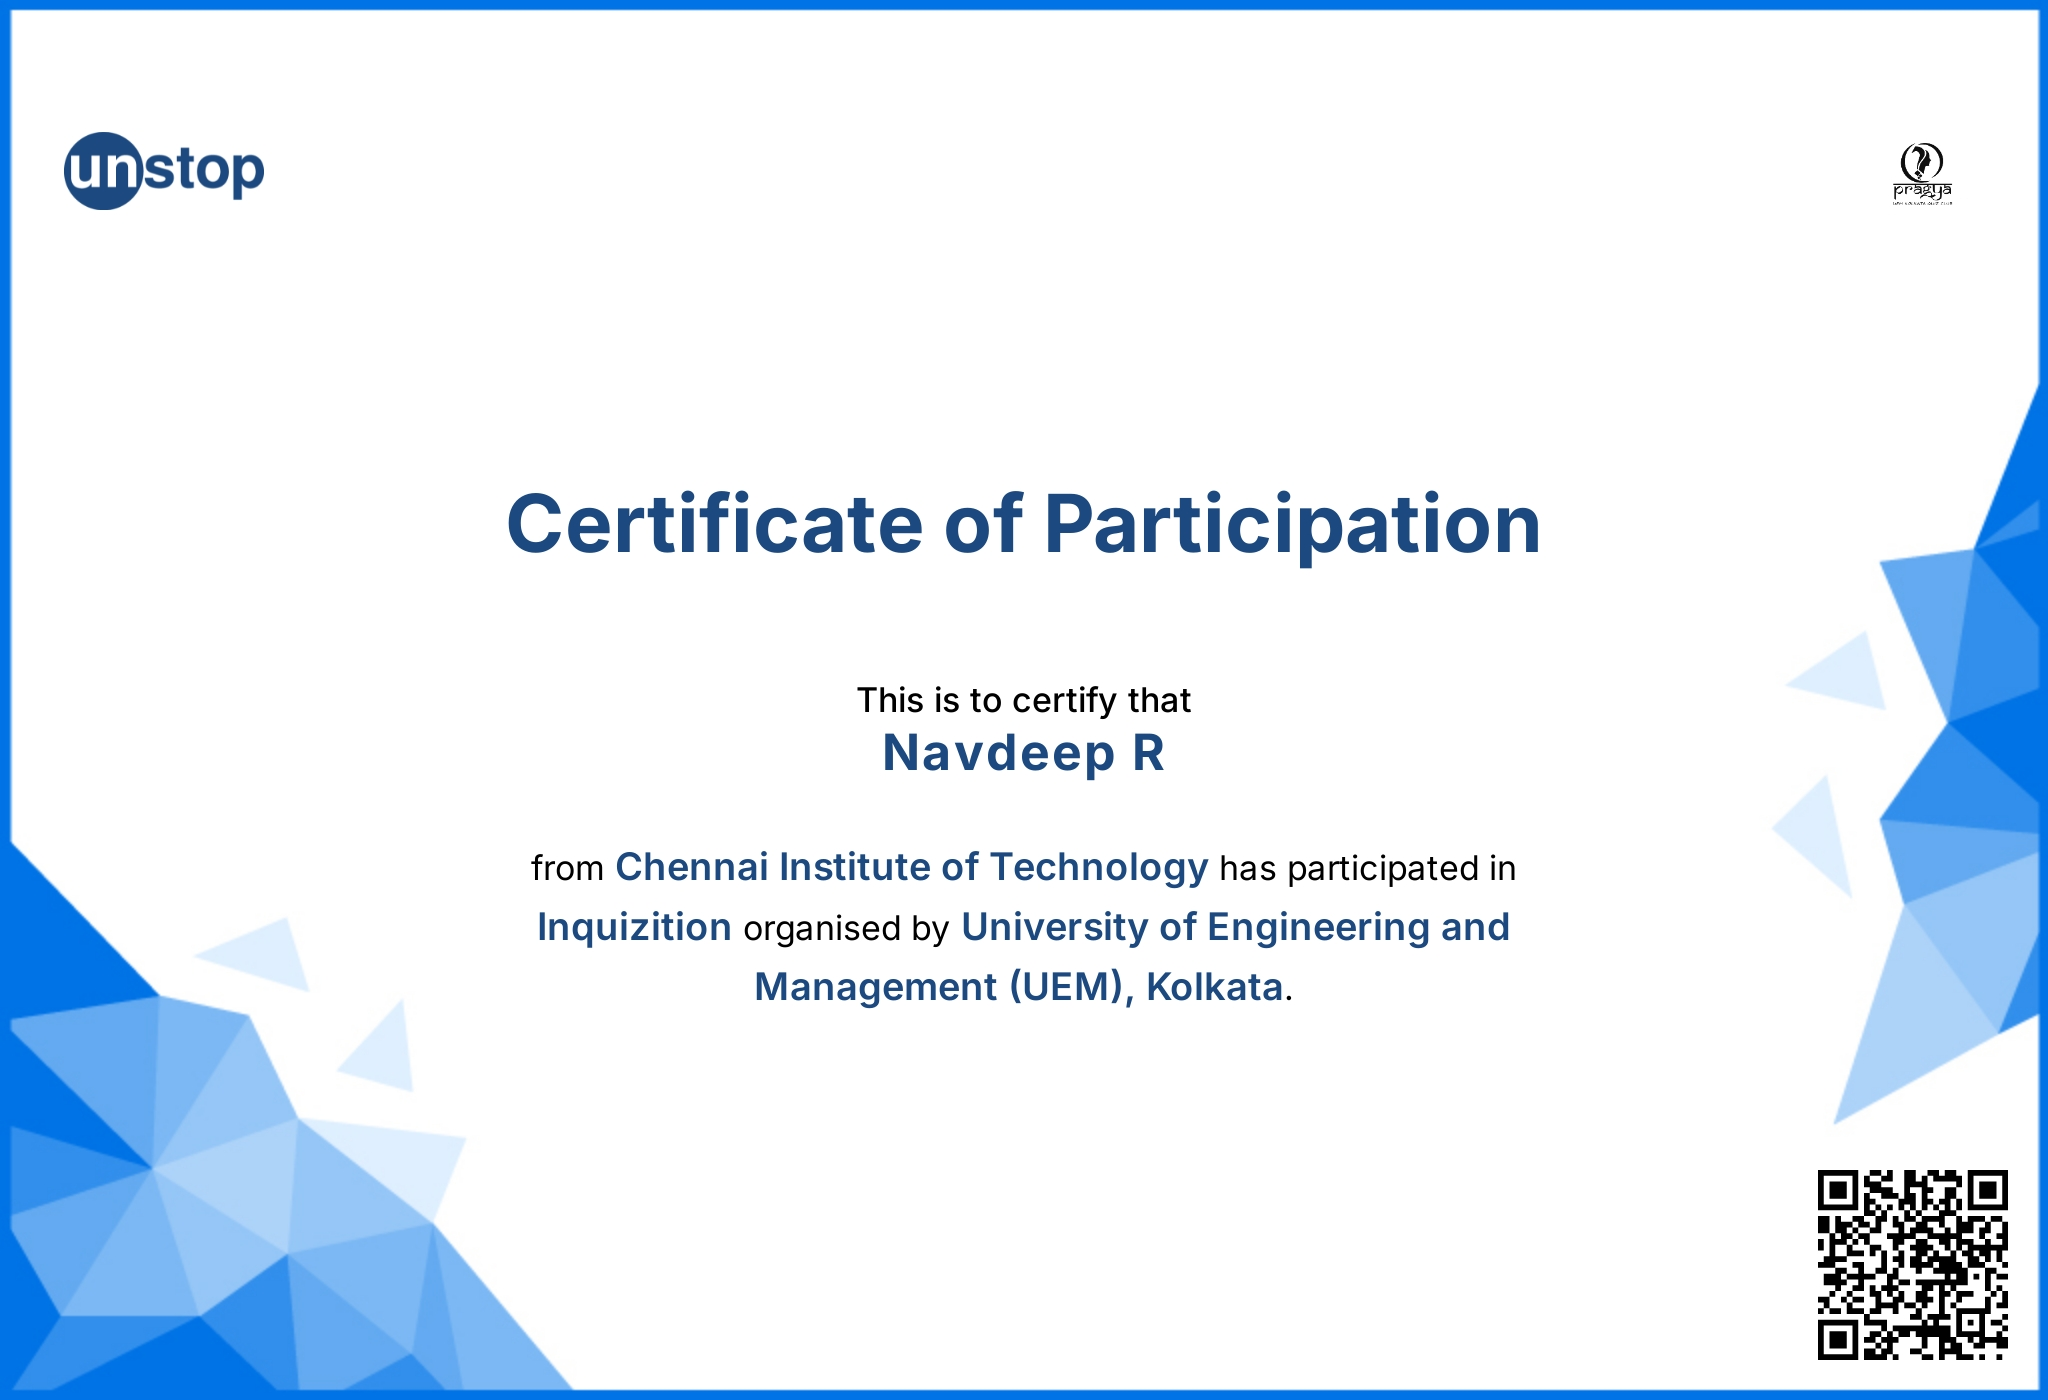 unstop
pragya
Certificate of Participation
This is to certify that
Navdeep R
from Chennai Institute of Technology has participated in
Inquizition organised by University of Engineering and
Management (UEM), Kolkata.